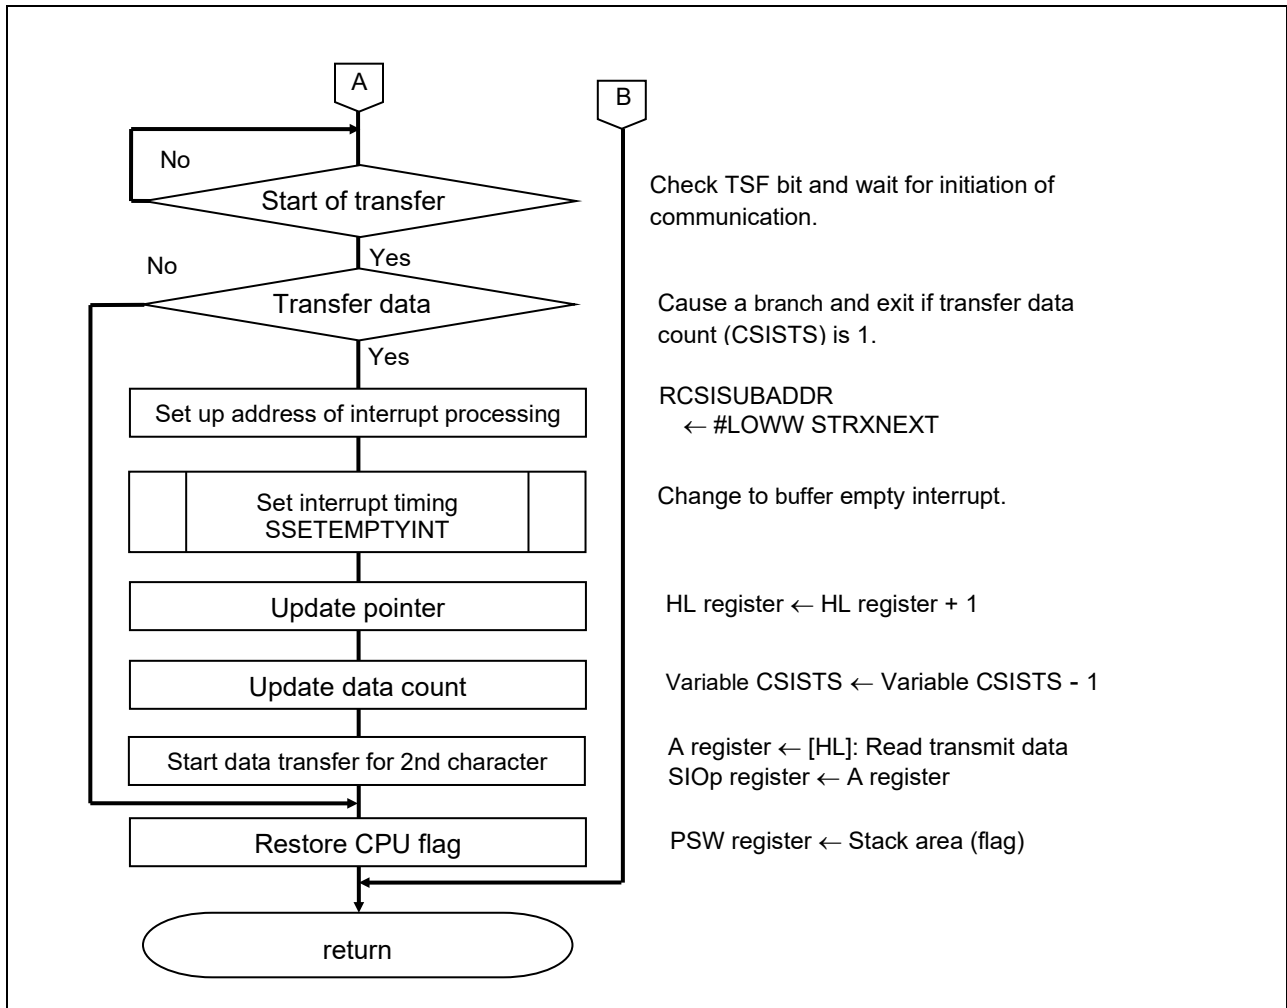 A
B
No
Start of transfer
Check TSF bit and wait for initiation of
communication.
Yes
No
Transfer data
Cause a branch and exit if transfer data
count (CSISTS) is 1.
Yes
Set up address of interrupt processing
RCSISUBADDR
← #LOWW STRXNEXT
Set interrupt timing
SSETEMPTYINT
Change to buffer empty interrupt.
Update pointer
HL register ← HL register + 1
Update data count
Variable CSISTS ← Variable CSISTS - 1
Start data transfer for 2nd character
A register ← [HL]: Read transmit data
SIOp register ← A register
Restore CPU flag
PSW register ← Stack area (flag)
return